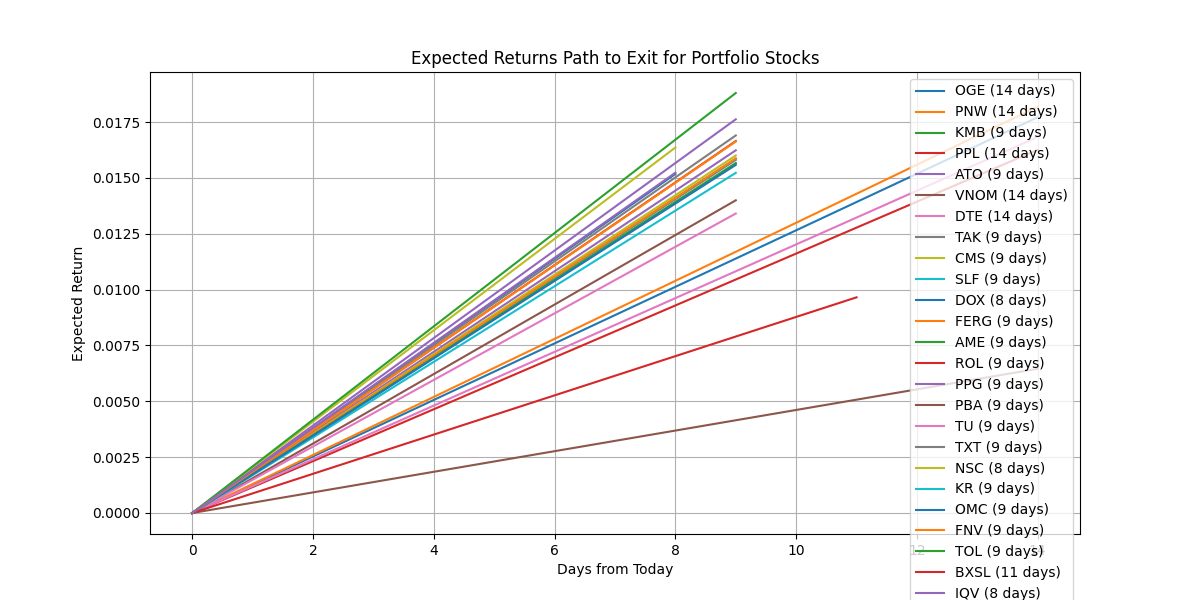 Expected Returns Path to Exit for Portfolio Stocks
Expected Return
0.0175
0.0150
0.0125
0.0100
0.0075
0.0050
0.0025
0.0000
0 2 4 6 8 10 12 14
Days from Today
OGE (14 days)
PNW (14 days)
KMB (9 days)
PPL (14 days)
ATO (9 days)
VNOM (14 days)
DTE (14 days)
TAK (9 days)
CMS (9 days)
SLF (9 days)
DOX (8 days)
FERG (9 days)
AME (9 days)
ROL (9 days)
PPG (9 days)
PBA (9 days)
TU (9 days)
TXT (9 days)
NSC (8 days)
KR (9 days)
OMC (9 days)
FNV (9 days)
TOL (9 days)
BXSL (11 days)
IQV (8 days)